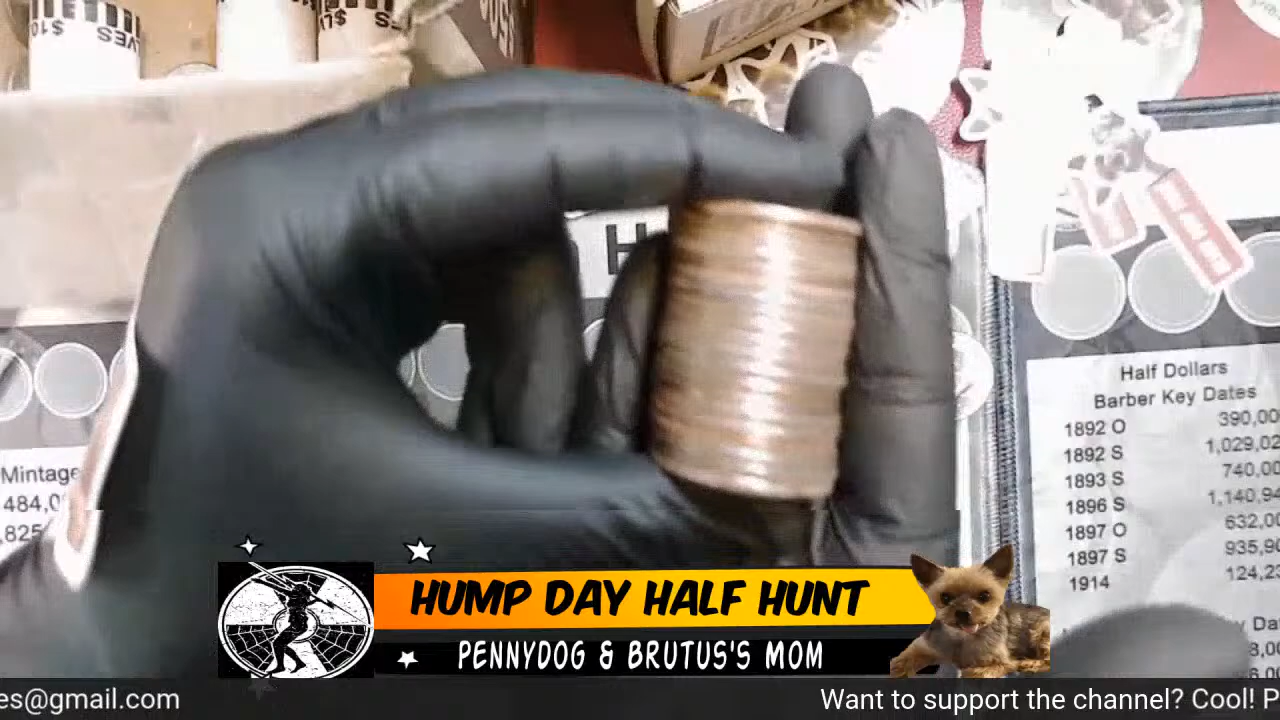 $10
H
Half Dollars
Barber Key Dates
1892 O 390,00
1892 S 1,029,02
1893 S 740,00
1896 S 1,140,94
1897 O 632,00
1897 S 935,90
1914 124,23
Mintage
484,0
,825
HUMP DAY HALF HUNT
PENNYDOG & BRUTUS'S MOM
es@gmail.com
Want to support the channel? Cool! P